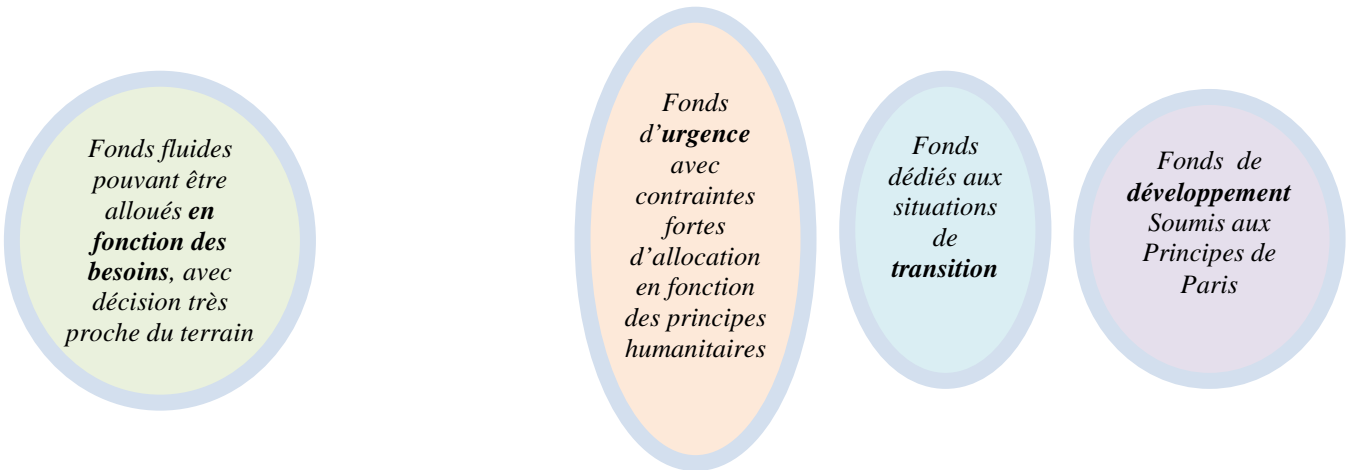 Fonds fluides
pouvant être
alloués en
fonction des
besoins, avec
décision très
proche du terrain
Fonds
d’urgence
avec
contraintes
fortes
d’allocation
en fonction
des principes
humanitaires
Fonds
dédiés aux
situations
de
transition
Fonds de
développement
Soumis aux
Principes de
Paris